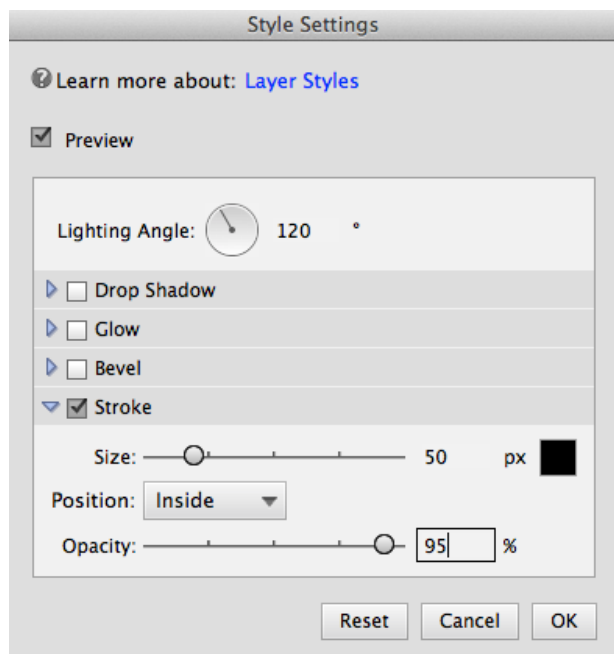 Style Settings
? Learn more about: Layer Styles
Preview
Lighting Angle: 120 °
Drop Shadow
Glow
Bevel
Stroke
Size: 50 px
Position: Inside
Opacity: 95 %
Reset Cancel OK